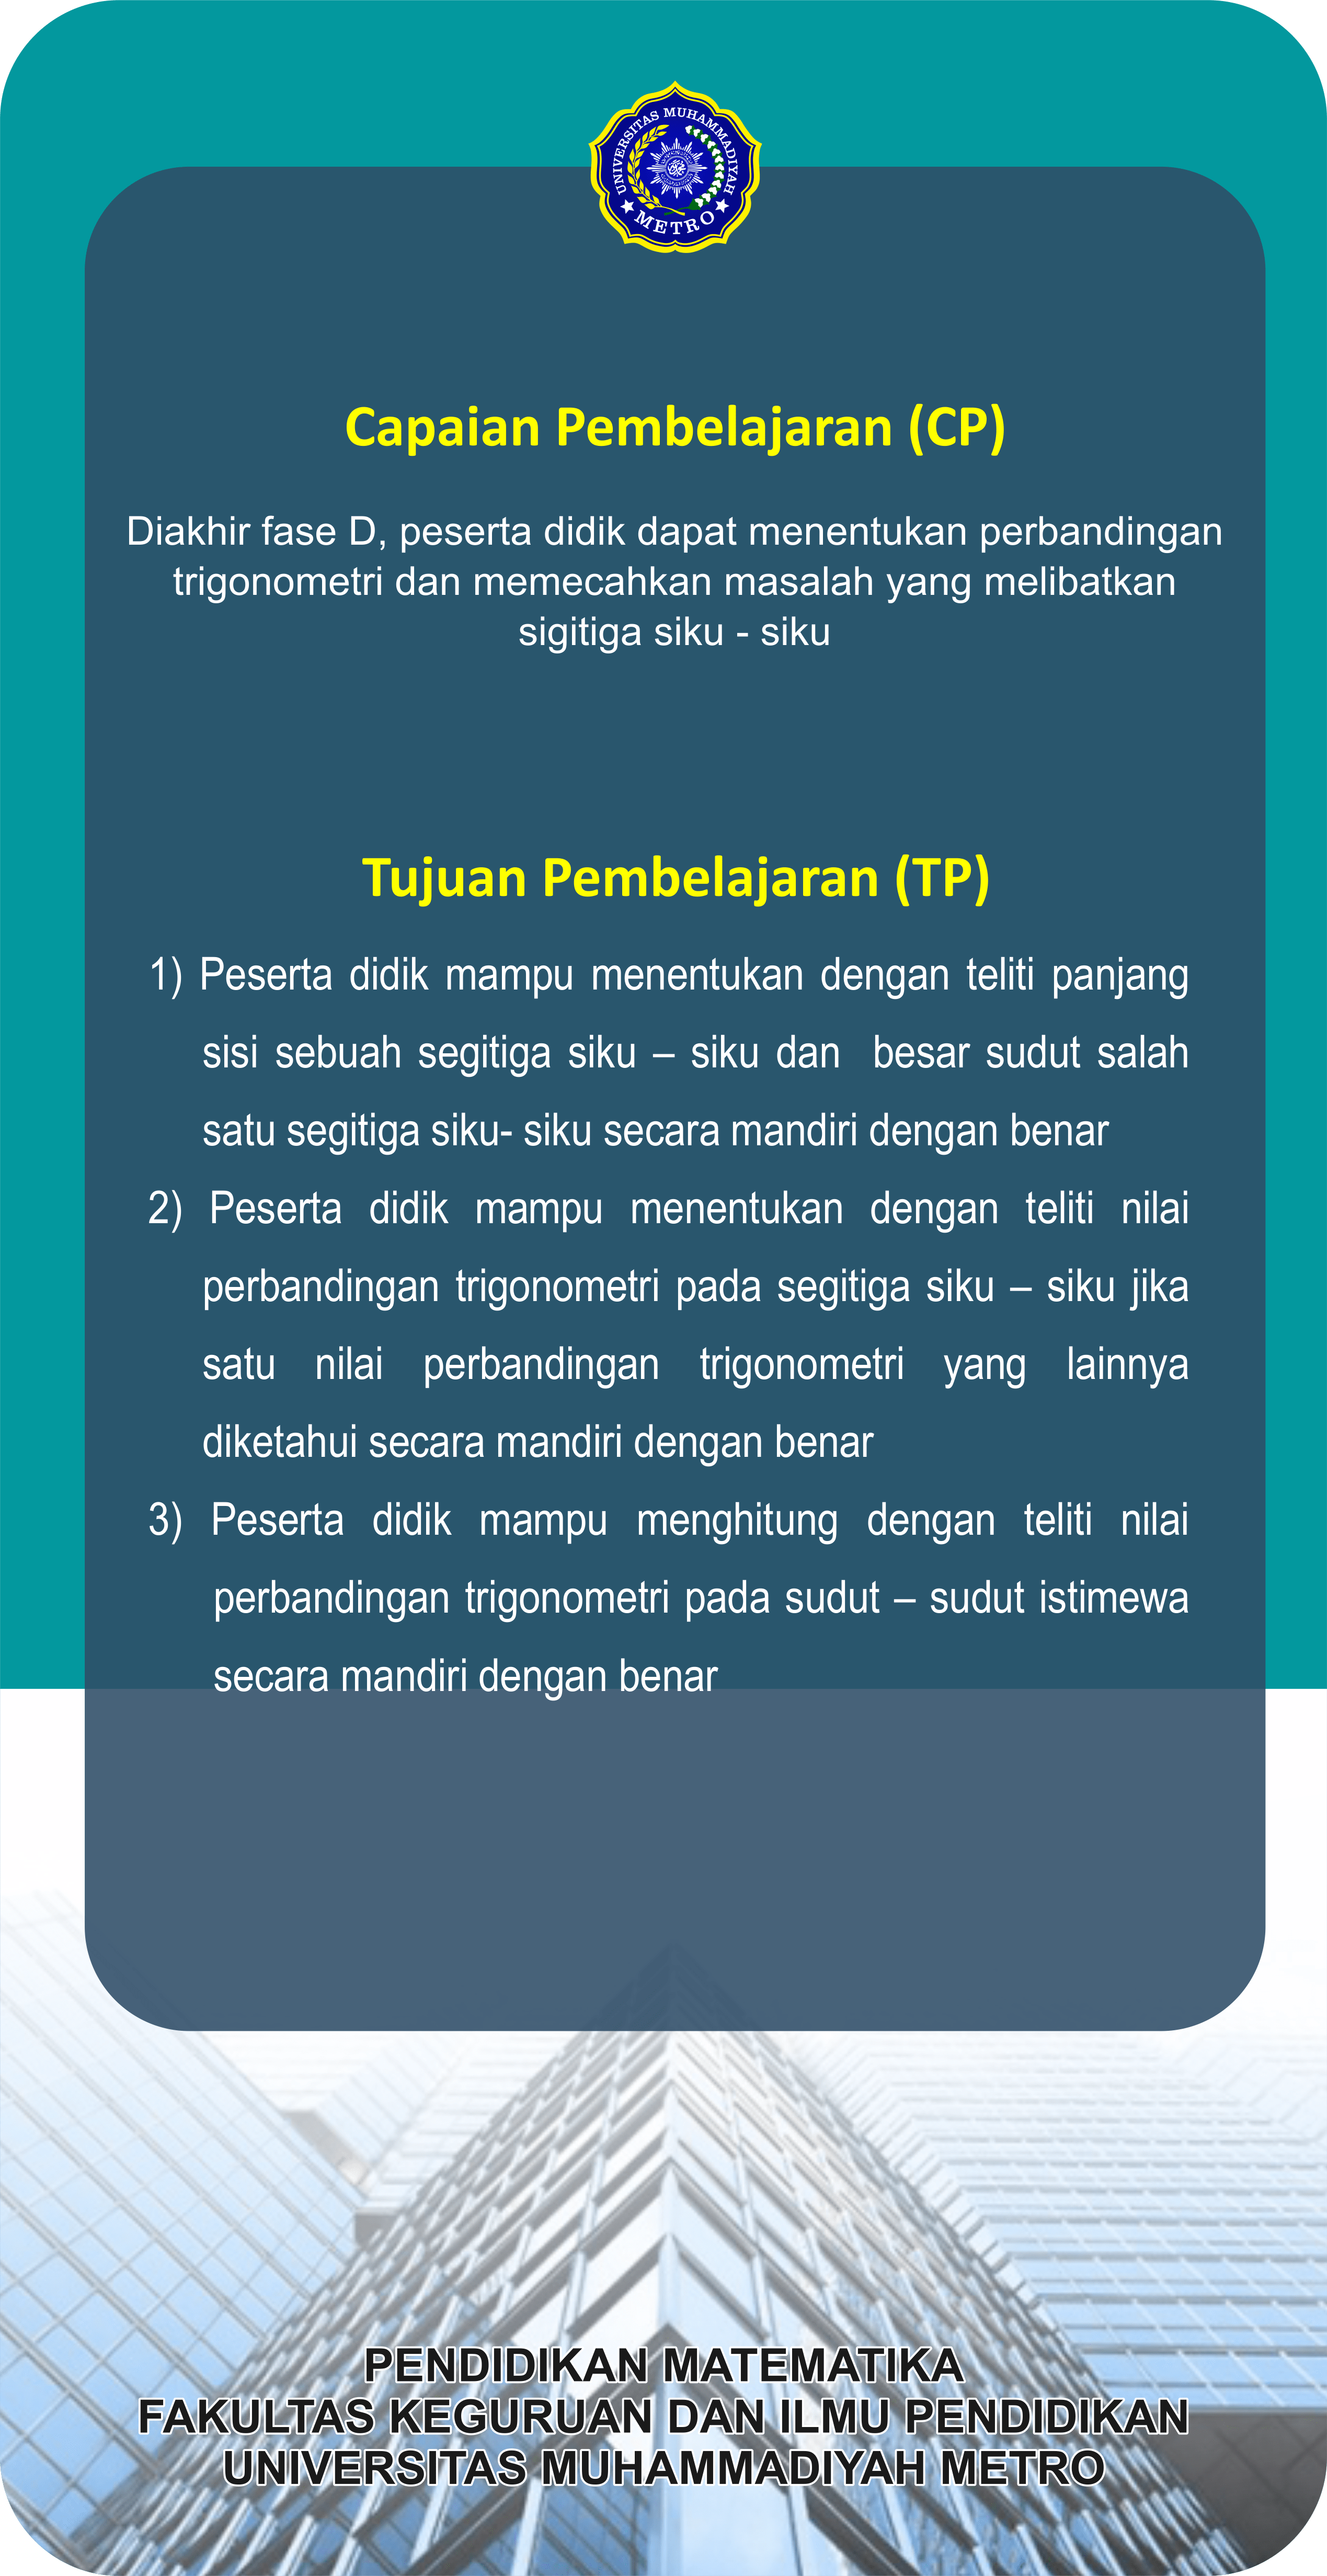 UNIVERSITAS MUHAMMADIYAH
METRO
Capaian Pembelajaran (CP)
Diakhir fase D, peserta didik dapat menentukan perbandingan
trigonometri dan memecahkan masalah yang melibatkan
sigitiga siku - siku
Tujuan Pembelajaran (TP)
1) Peserta didik mampu menentukan dengan teliti panjang
sisi sebuah segitiga siku – siku dan besar sudut salah
satu segitiga siku- siku secara mandiri dengan benar
2) Peserta didik mampu menentukan dengan teliti nilai
perbandingan trigonometri pada segitiga siku – siku jika
satu nilai perbandingan trigonometri yang lainnya
diketahui secara mandiri dengan benar
3) Peserta didik mampu menghitung dengan teliti nilai
perbandingan trigonometri pada sudut – sudut istimewa
secara mandiri dengan benar
PENDIDIKAN MATEMATIKA
FAKULTAS KEGURUAN DAN ILMU PENDIDIKAN
UNIVERSITAS MUHAMMADIYAH METRO